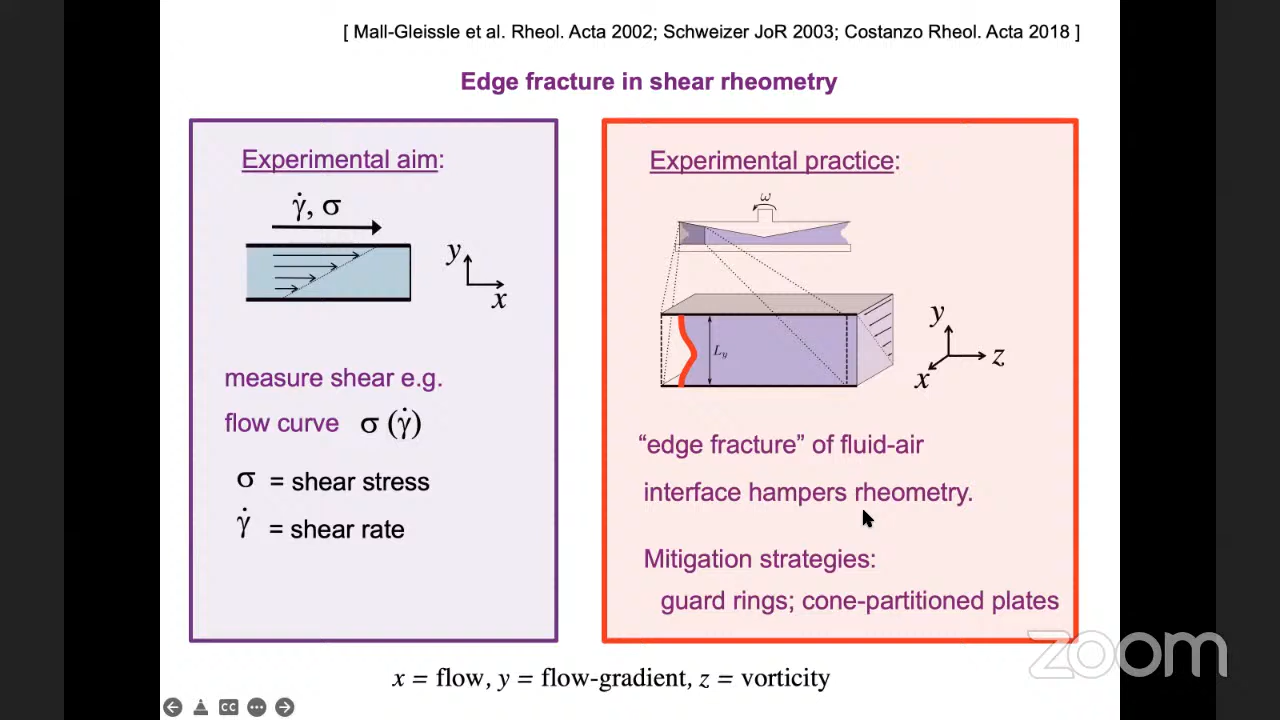 [ Mall-Gleissle et al. Rheol. Acta 2002; Schweizer JoR 2003; Costanzo Rheol. Acta 2018 ]
Edge fracture in shear rheometry
Experimental aim:
γ̇, σ
y
x
measure shear e.g.
flow curve σ (γ̇)
σ = shear stress
γ̇ = shear rate
Experimental practice:
ω
L_y
y
z
x
“edge fracture” of fluid-air
interface hampers rheometry.
Mitigation strategies:
guard rings; cone-partitioned plates
x = flow, y = flow-gradient, z = vorticity
zoom
CC